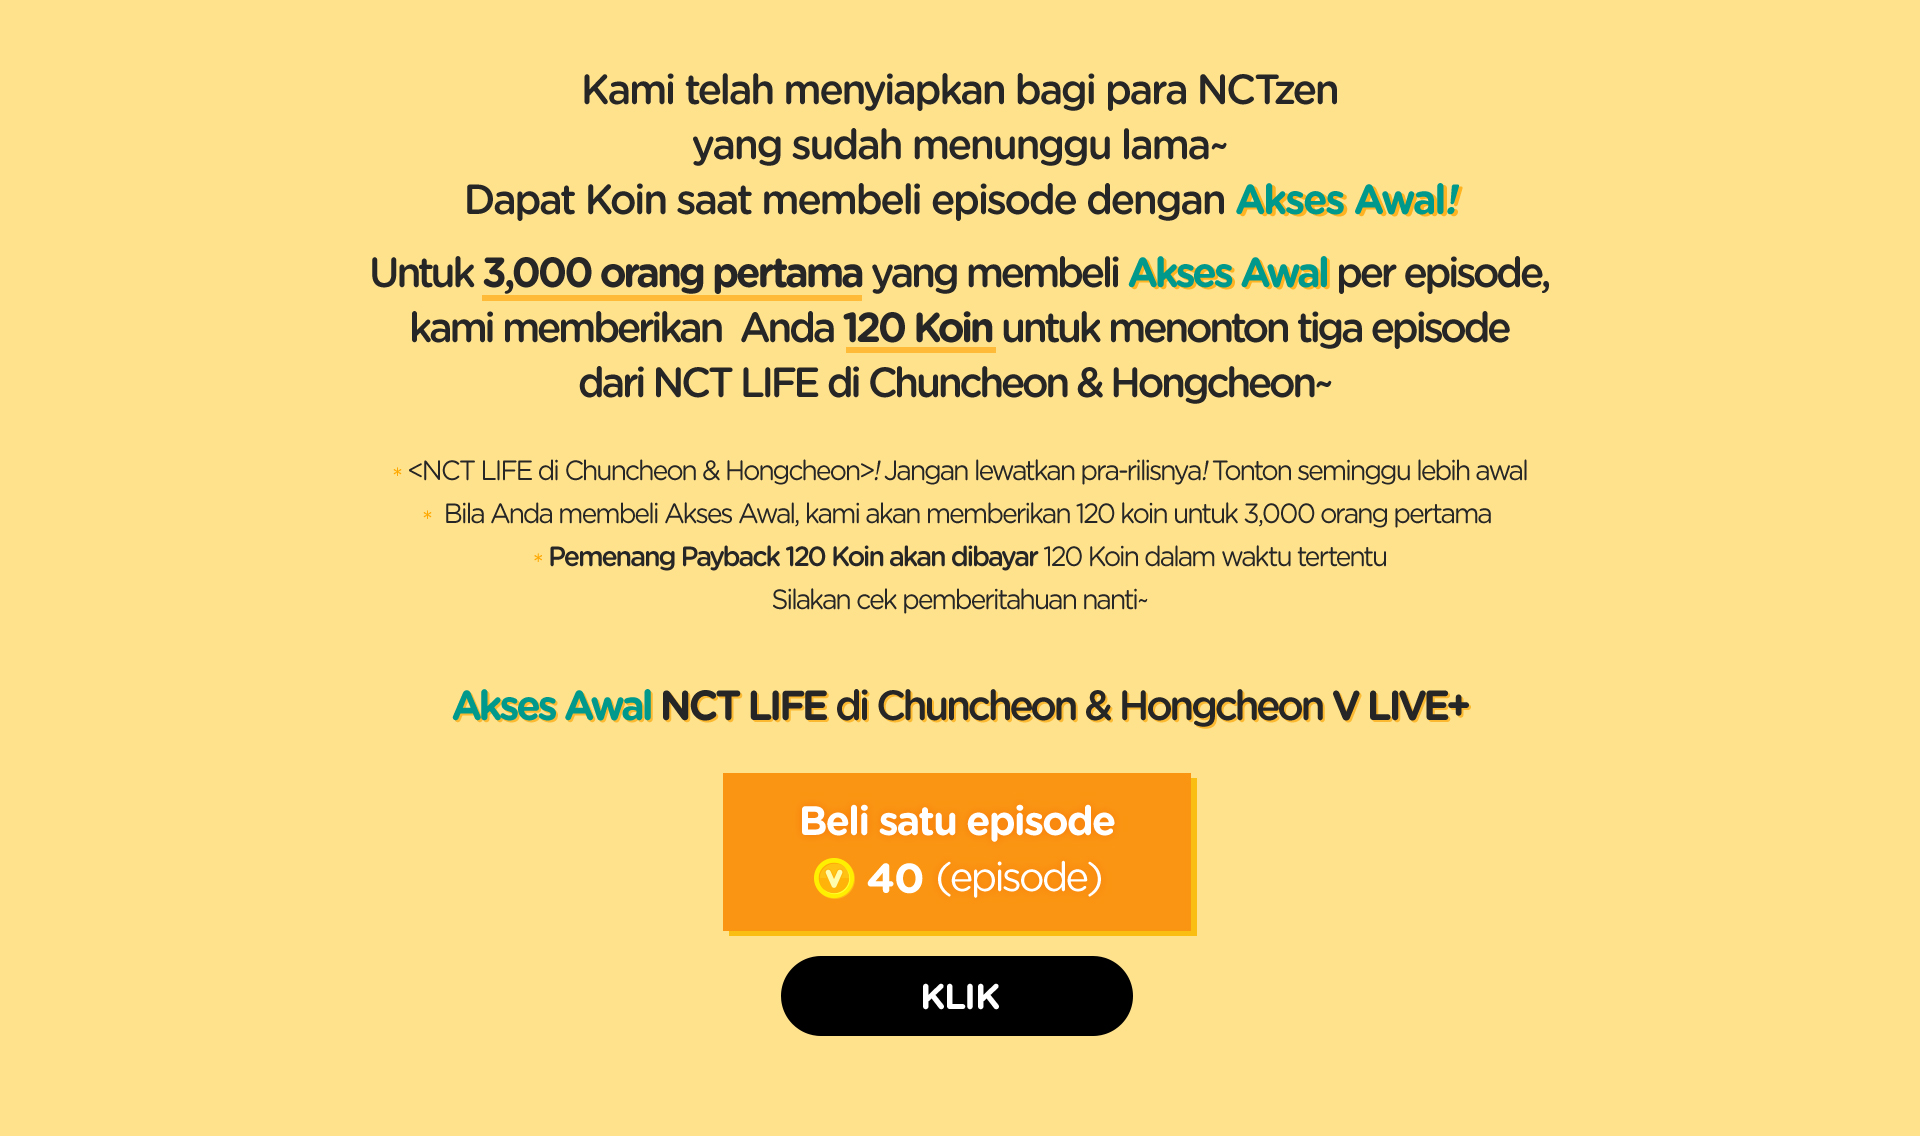 Kami telah menyiapkan bagi para NCTzen
yang sudah menunggu lama~
Dapat Koin saat membeli episode dengan Akses Awal!
Untuk 3,000 orang pertama yang membeli Akses Awal per episode,
kami memberikan Anda 120 Koin untuk menonton tiga episode
dari NCT LIFE di Chuncheon & Hongcheon~
* <NCT LIFE di Chuncheon & Hongcheon>! Jangan lewatkan pra-rilisnya! Tonton seminggu lebih awal
* Bila Anda membeli Akses Awal, kami akan memberikan 120 koin untuk 3,000 orang pertama
* Pemenang Payback 120 Koin akan dibayar 120 Koin dalam waktu tertentu
Silakan cek pemberitahuan nanti~
Akses Awal NCT LIFE di Chuncheon & Hongcheon V LIVE+
Beli satu episode
V 40 (episode)
KLIK